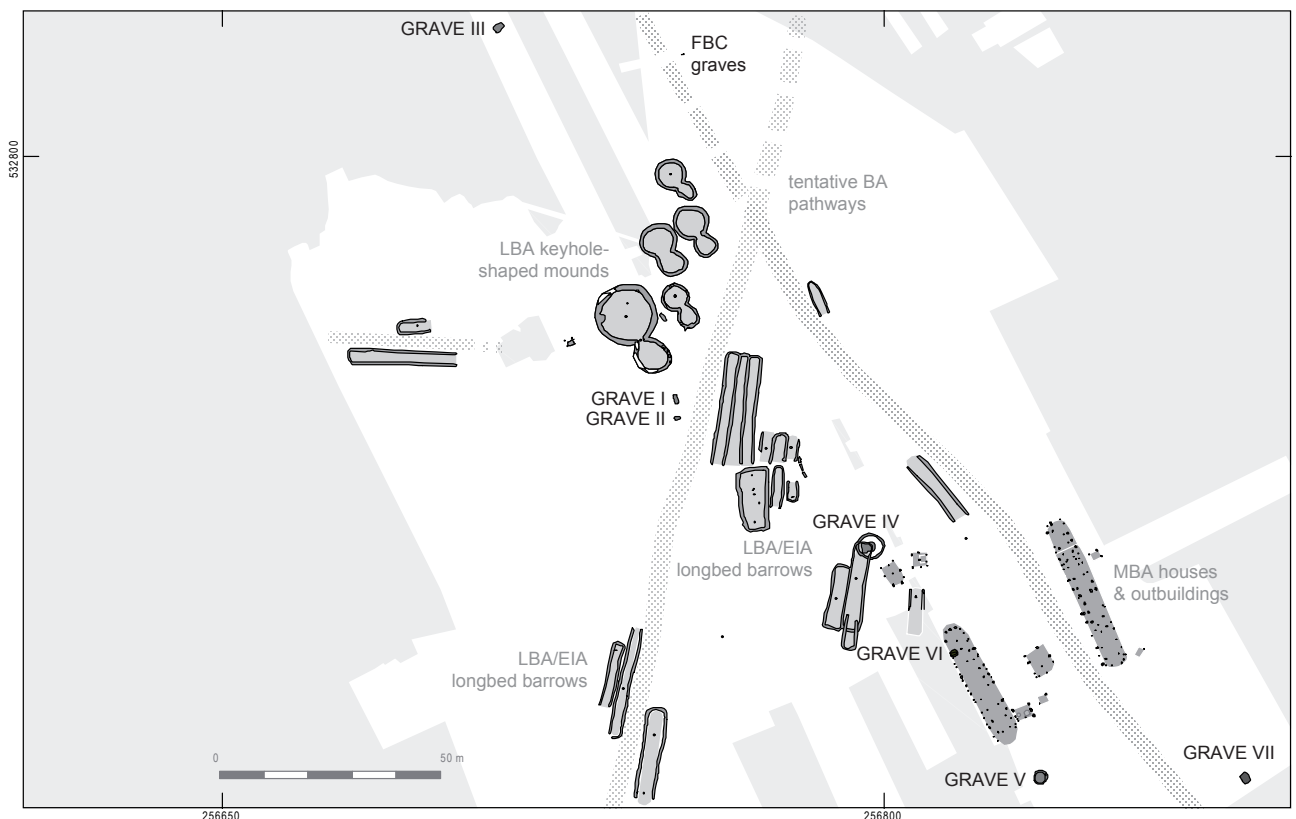 GRAVE III
FBC
graves
532800
tentative BA
pathways
LBA keyhole-
shaped mounds
GRAVE I
GRAVE II
GRAVE IV
LBA/EIA
longbed barrows
MBA houses
& outbuildings
GRAVE VI
LBA/EIA
longbed barrows
0 50 m
GRAVE VII
GRAVE V
256650 256800